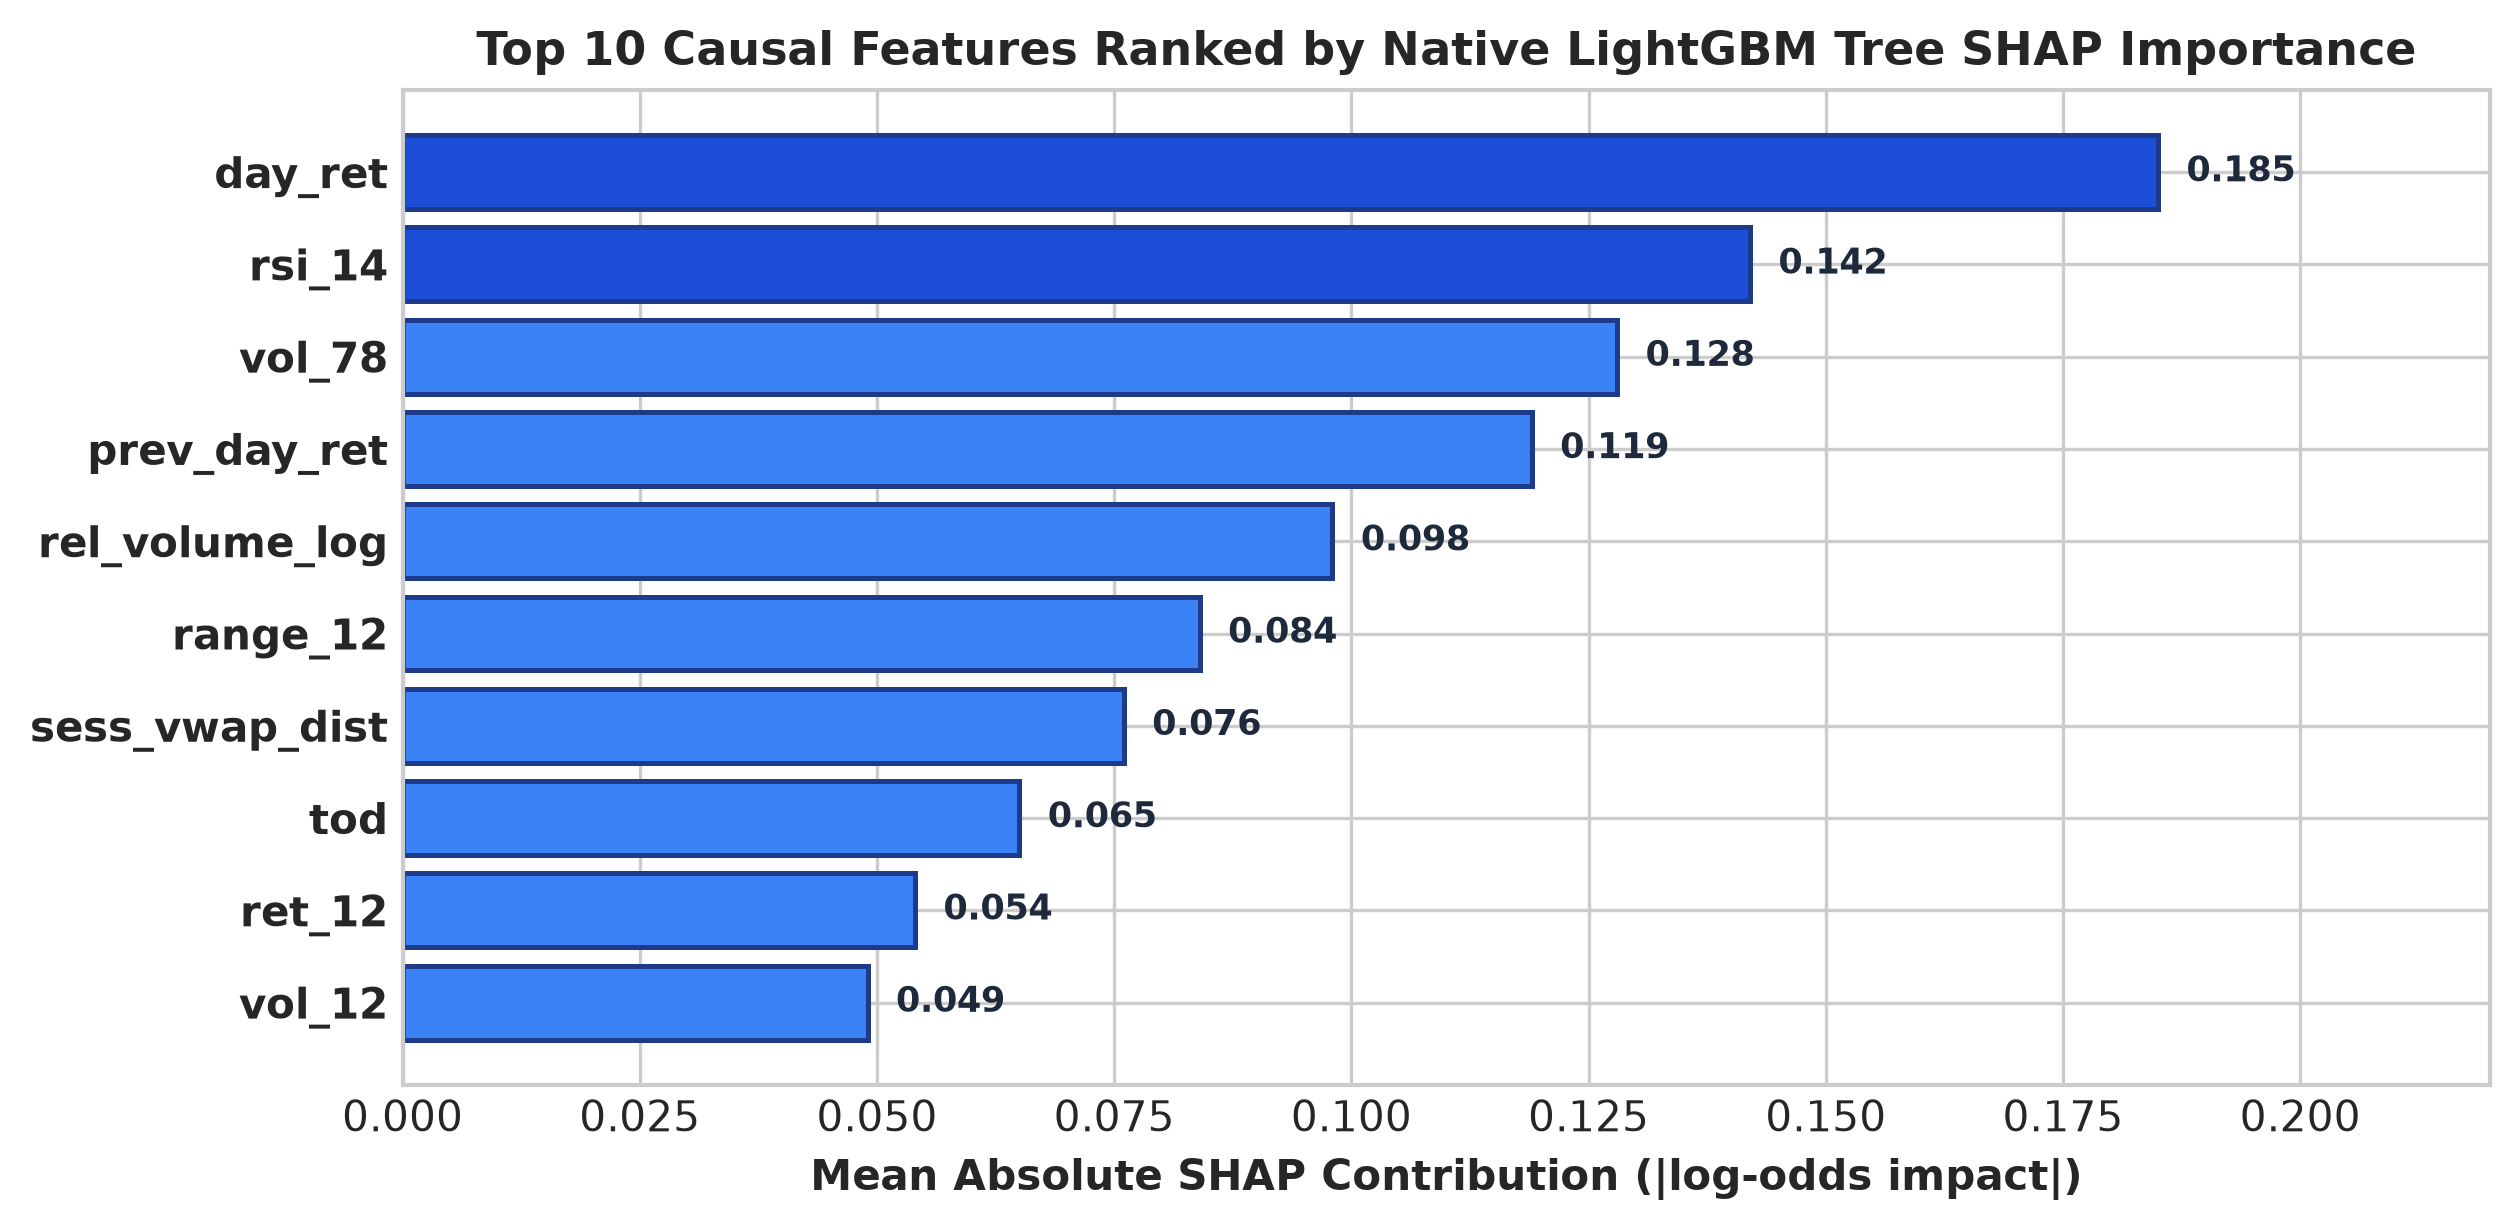 Top 10 Causal Features Ranked by Native LightGBM Tree SHAP Importance
day_ret 0.185
rsi_14 0.142
vol_78 0.128
prev_day_ret 0.119
rel_volume_log 0.098
range_12 0.084
sess_vwap_dist 0.076
tod 0.065
ret_12 0.054
vol_12 0.049
0.000 0.025 0.050 0.075 0.100 0.125 0.150 0.175 0.200
Mean Absolute SHAP Contribution (|log-odds impact|)